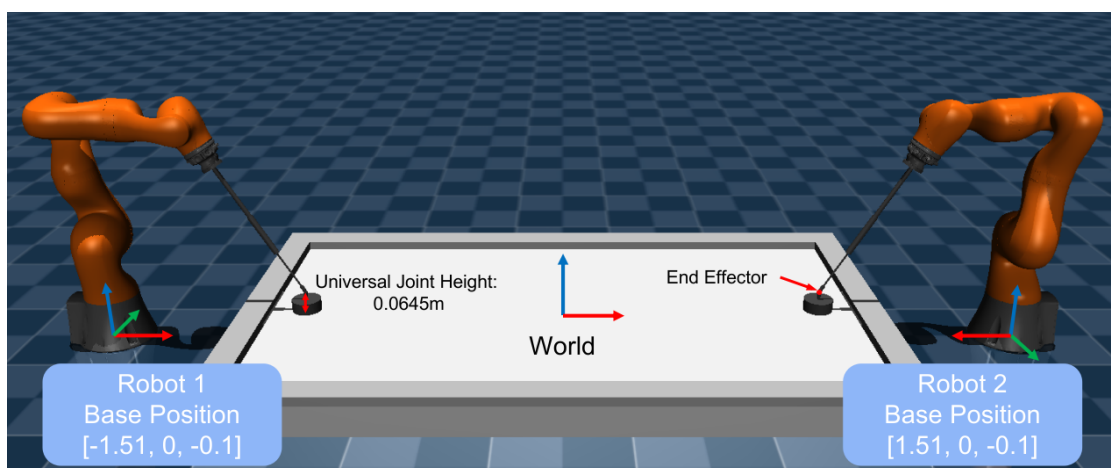 Universal Joint Height:
0.0645m
End Effector
World
Robot 1
Base Position
[-1.51, 0, -0.1]
Robot 2
Base Position
[1.51, 0, -0.1]